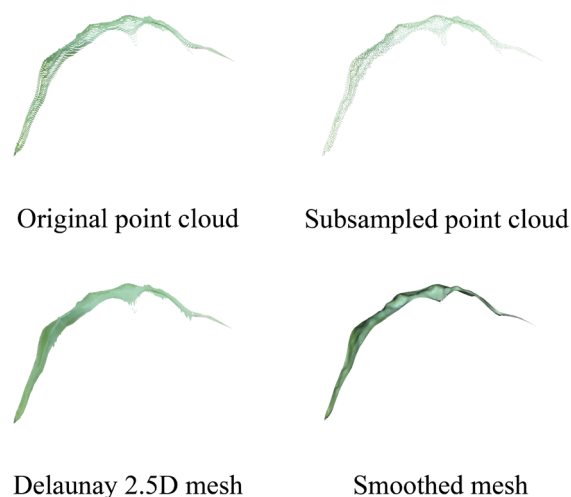 Original point cloud
Subsampled point cloud
Delaunay 2.5D mesh
Smoothed mesh